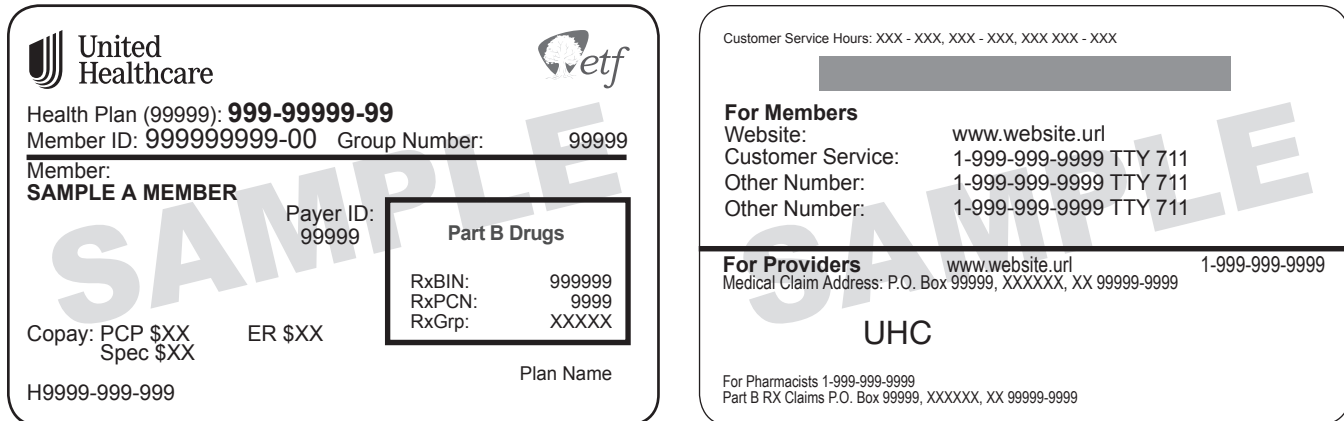 United
Healthcare
etf
Health Plan (99999): 999-99999-99
Member ID: 999999999-00 Group Number: 99999
Member:
SAMPLE A MEMBER
Payer ID:
99999
Part B Drugs
RxBIN: 999999
RxPCN: 9999
RxGrp: XXXXX
Copay: PCP $XX ER $XX
Spec $XX
Plan Name
H9999-999-999
SAMPLE
Customer Service Hours: XXX - XXX, XXX - XXX, XXX XXX - XXX
For Members
Website: www.website.url
Customer Service: 1-999-999-9999 TTY 711
Other Number: 1-999-999-9999 TTY 711
Other Number: 1-999-999-9999 TTY 711
For Providers www.website.url 1-999-999-9999
Medical Claim Address: P.O. Box 99999, XXXXXX, XX 99999-9999
UHC
For Pharmacists 1-999-999-9999
Part B RX Claims P.O. Box 99999, XXXXXX, XX 99999-9999
SAMPLE